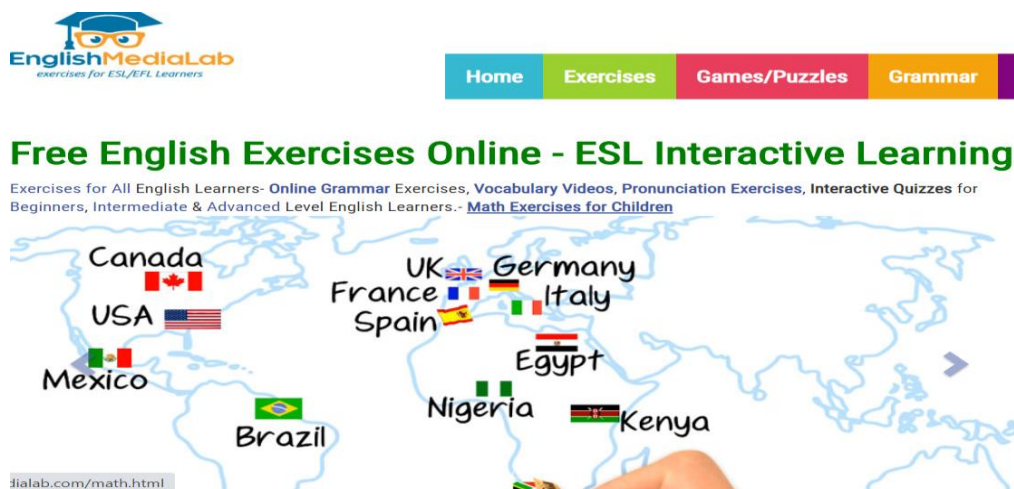 EnglishMediaLab
exercises for ESL/EFL Learners
Home Exercises Games/Puzzles Grammar
Free English Exercises Online - ESL Interactive Learning
Exercises for All English Learners- Online Grammar Exercises, Vocabulary Videos, Pronunciation Exercises, Interactive Quizzes for
Beginners, Intermediate & Advanced Level English Learners.- Math Exercises for Children
Canada
UK Germany
France Italy
USA
Spain
Egypt
Mexico
Nigeria
Kenya
Brazil
dialab.com/math.html